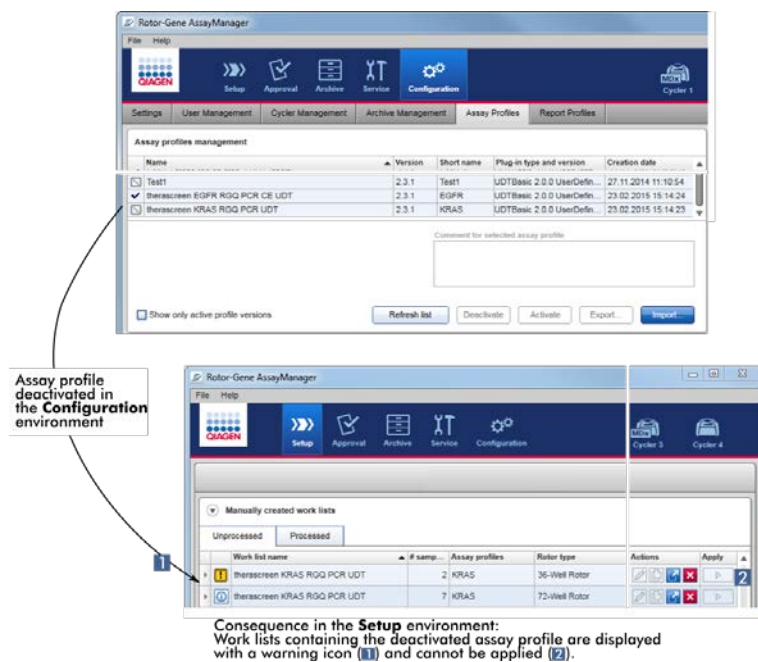 Rotor-Gene AssayManager
File Help
QIAGEN
Setup Approval Archive Service Configuration
MDx
Cycler 1
Settings User Management Cycler Management Archive Management Assay Profiles Report Profiles
Assay profiles management
Name Version Short name Plug-in type and version Creation date
Test1 2.3.1 Test1 UDTBasic 2.0.0 UserDefin... 27.11.2014 11:10:54
therascreen EGFR RGQ PCR CE UDT 2.3.1 EGFR UDTBasic 2.0.0 UserDefin... 23.02.2015 15:14:24
therascreen KRAS RGQ PCR UDT 2.3.1 KRAS UDTBasic 2.0.0 UserDefin... 23.02.2015 15:14:23
Comment for selected assay profile
Show only active profile versions Refresh list Deactivate Activate Export... Import...
Assay profile
deactivated in
the Configuration
environment
Rotor-Gene AssayManager
File Help
QIAGEN
Setup Approval Archive Service Configuration
MDx
Cycler 3 Cycler 4
Manually created work lists
Unprocessed Processed
Work list name # samp... Assay profiles Rotor type Actions Apply
1 therascreen KRAS RGQ PCR UDT 2 KRAS 36-Well Rotor 2
therascreen KRAS RGQ PCR UDT 7 KRAS 72-Well Rotor
Consequence in the Setup environment:
Work lists containing the deactivated assay profile are displayed
with a warning icon (1) and cannot be applied (2).